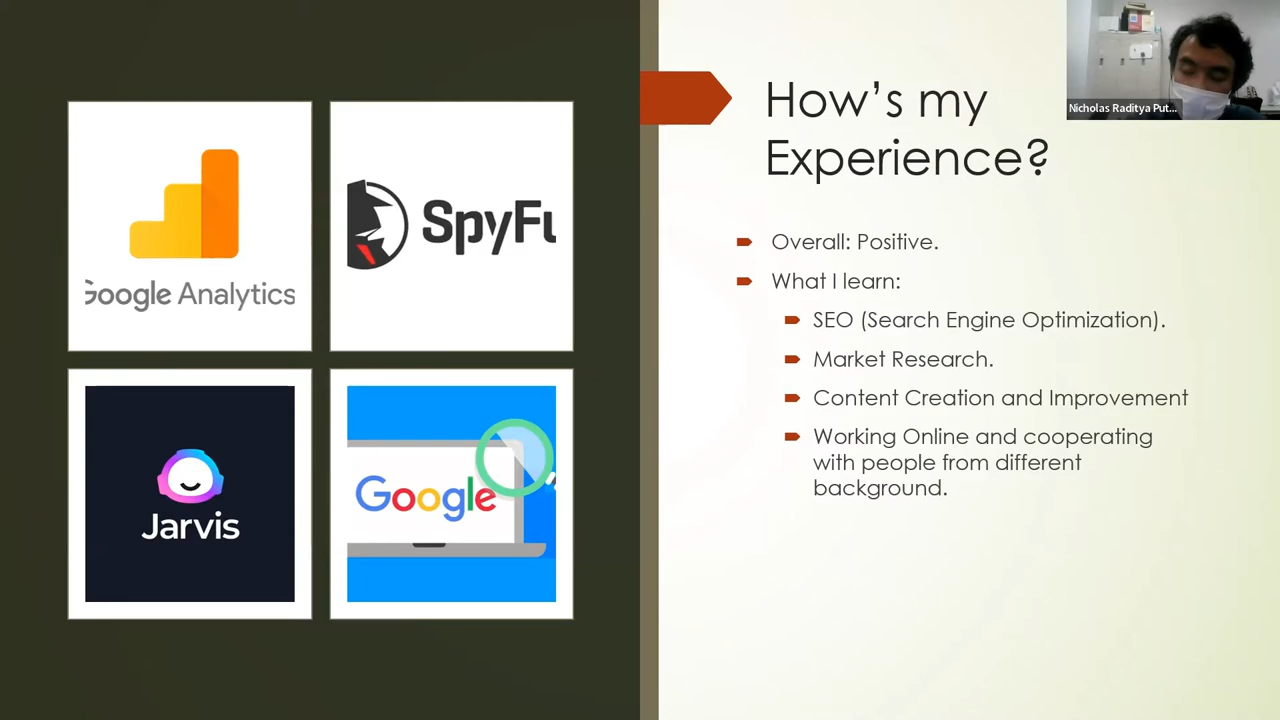 Google Analytics
SpyFu
Jarvis
Google
How's my
Experience?
Overall: Positive.
What I learn:
SEO (Search Engine Optimization).
Market Research.
Content Creation and Improvement
Working Online and cooperating
with people from different
background.
Nicholas Raditya Put...